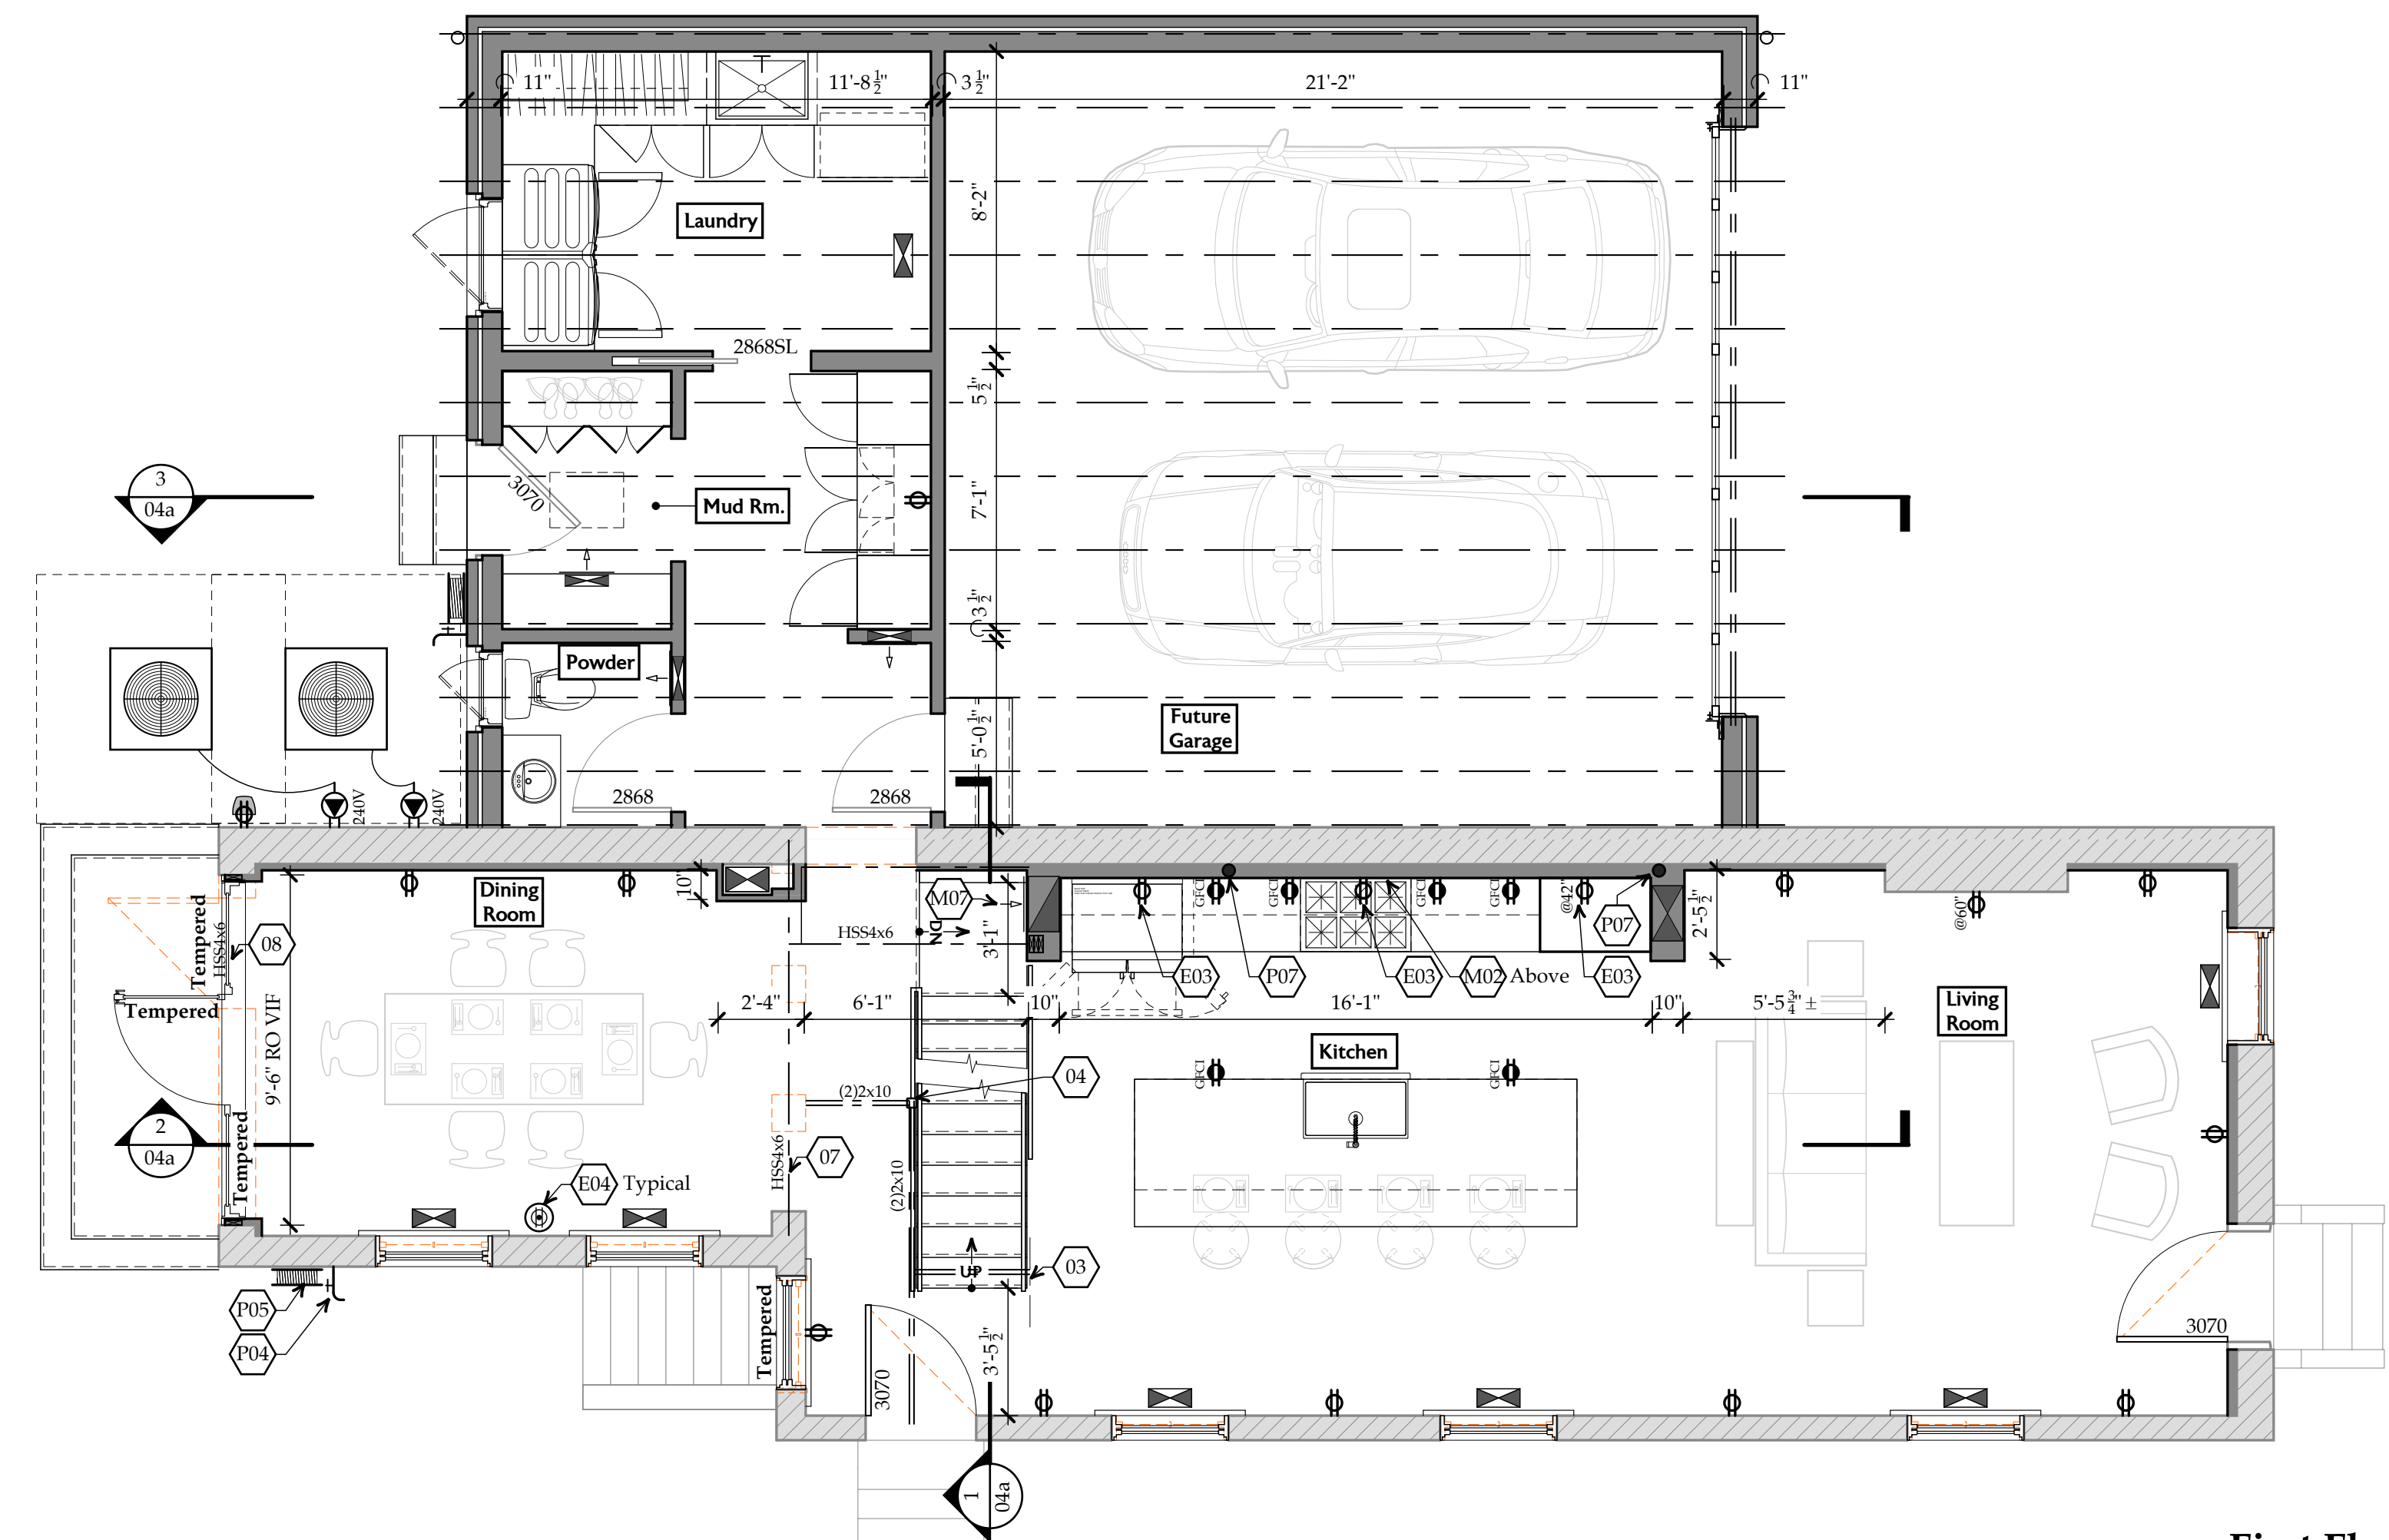 11"
11'-8 1/2"
3 1/2"
21'-2"
11"
Laundry
8'-2"
2868SL
5 1/2"
3
04a
3070
Mud Rm.
7'-1"
3 1/2"
Powder
Future
Garage
5'-0 1/2"
240V
240V
2868
2868
10"
Dining
Room
M07
GFCI
GFCI
GFCI
GFCI
@42"
P07
2'-5 1/2"
@60"
Tempered
HSS4x6
08
HSS4x6
DN
3'-1"
E03
P07
E03
M02 Above
E03
Tempered
2'-4"
6'-1"
10"
16'-1"
10"
5'-5 3/4" ±
Living
Room
9'-6" RO VIF
Kitchen
(2)2x10
04
GFCI
GFCI
2
04a
Tempered
HSS4x6
07
(2)2x10
E04 Typical
UP
03
P05
P04
Tempered
3070
3'-5 1/2"
3070
1
04a